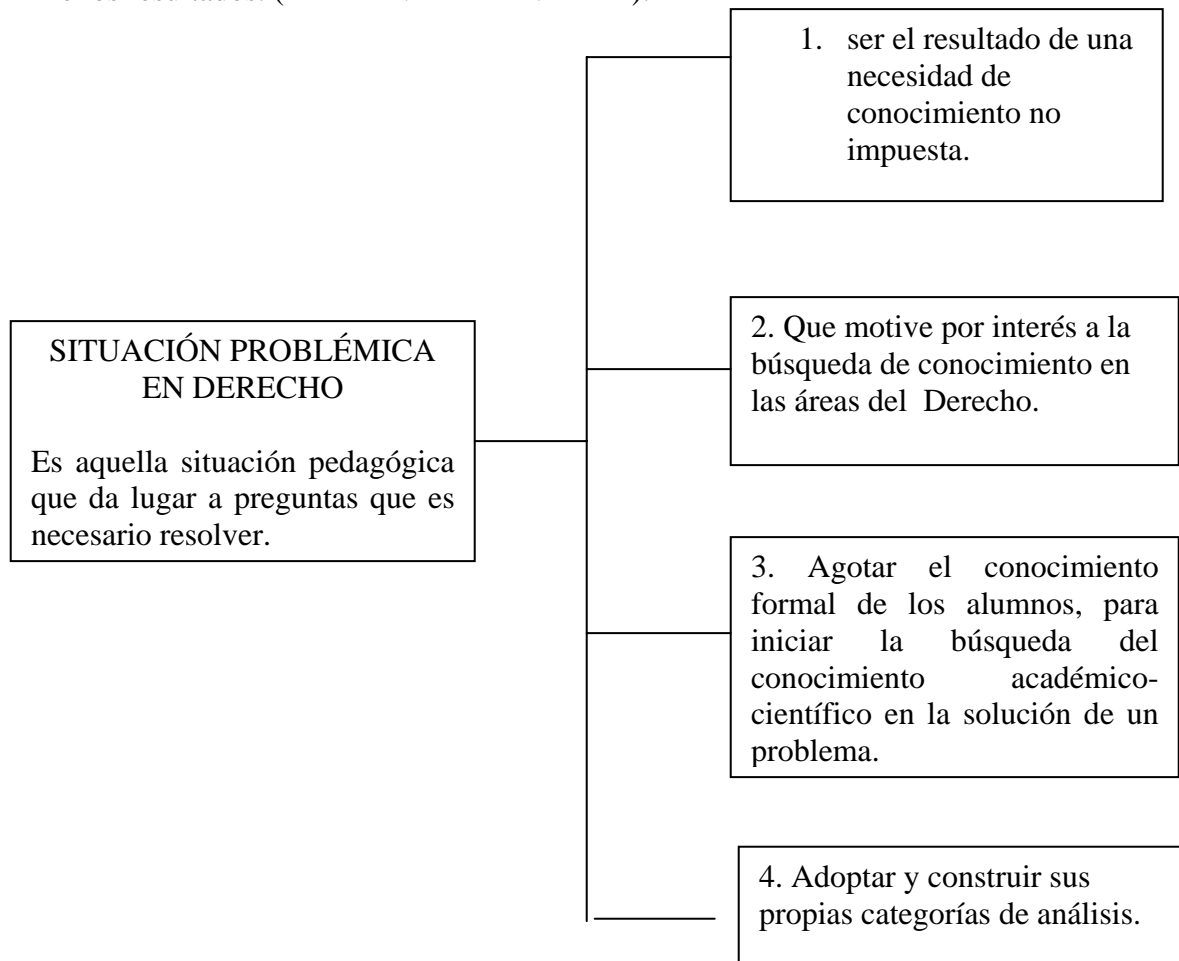 resultados. (
SITUACIÓN PROBLÉMICA
EN DERECHO
Es aquella situación pedagógica
que da lugar a preguntas que es
necesario resolver.
1. ser el resultado de una
necesidad de
conocimiento no
impuesta.
2. Que motive por interés a la
búsqueda de conocimiento en
las áreas del Derecho.
3. Agotar el conocimiento
formal de los alumnos, para
iniciar la búsqueda del
conocimiento académico-
científico en la solución de un
problema.
4. Adoptar y construir sus
propias categorías de análisis.